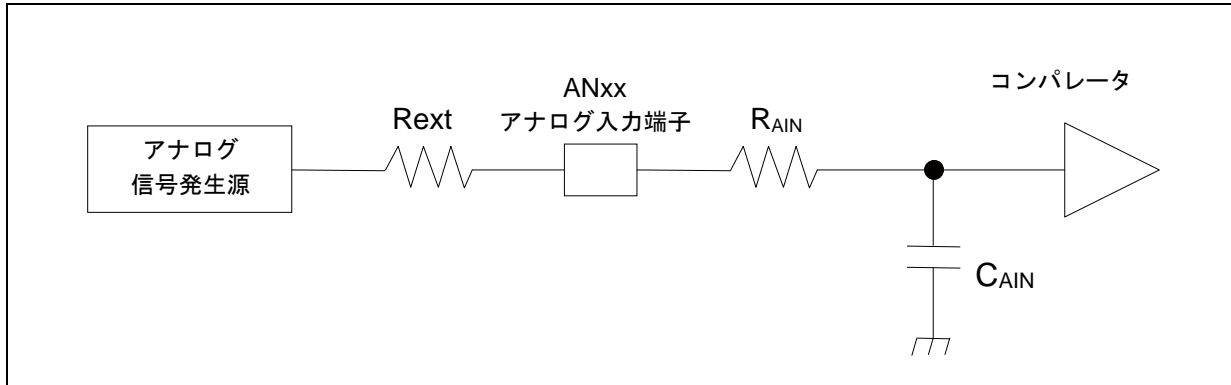 アナログ
信号発生源
Rext
ANxx
アナログ入力端子
RAIN
コンパレータ
CAIN